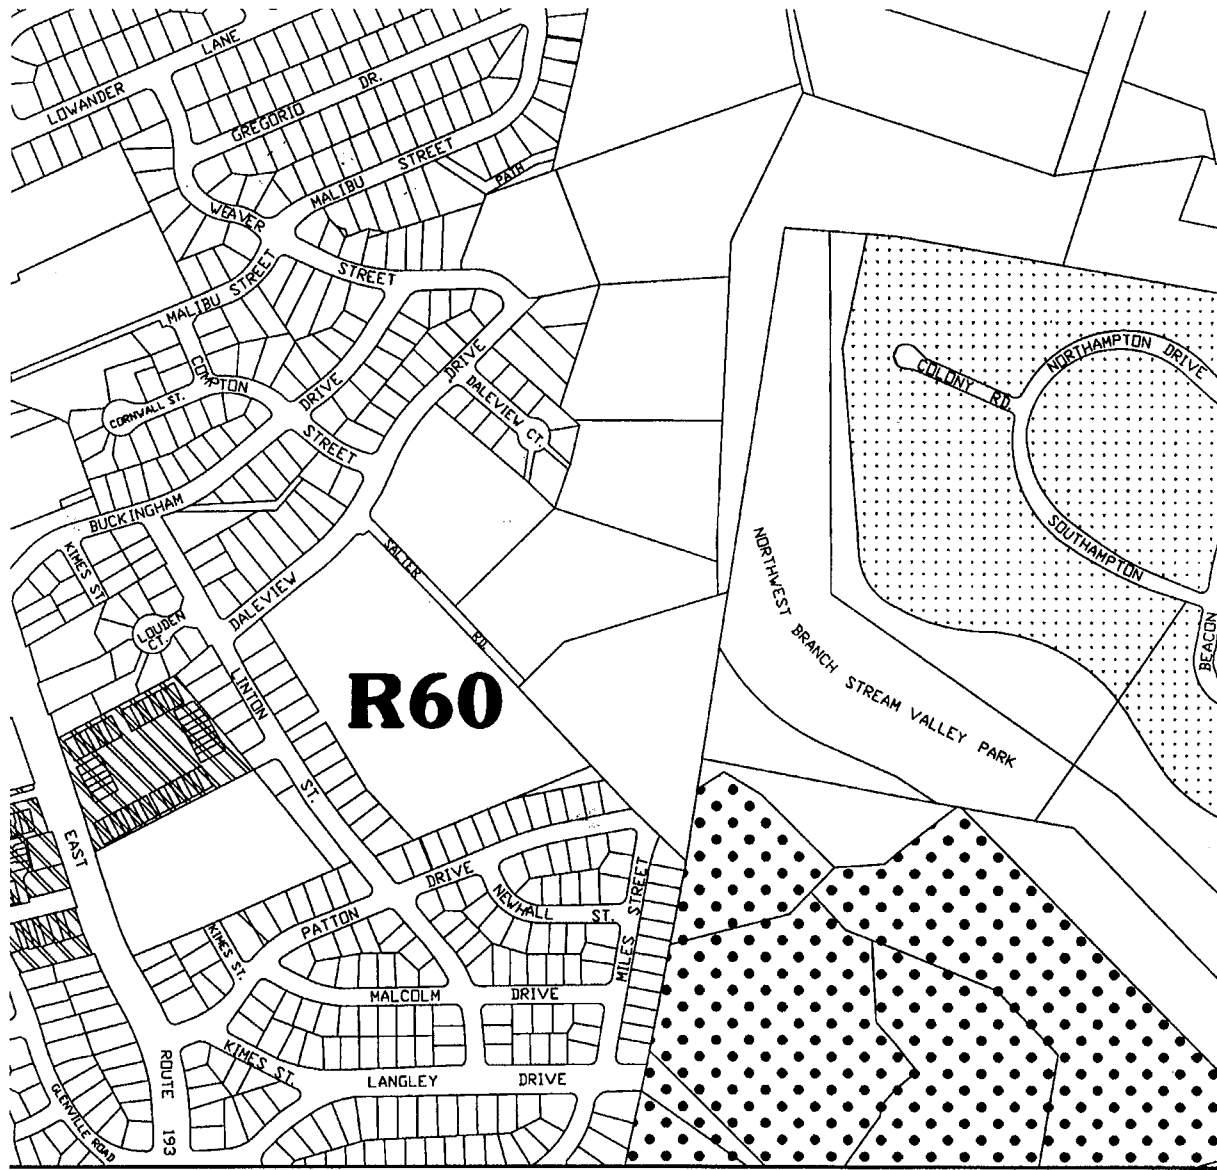 LOWANDER LANE
GREGORIO DR.
MALIBU STREET
PATH
WEAVER STREET
MALIBU STREET
COMPTON STREET
CORNWALL ST.
DRIVE
DRIVE
DALEVIEW CT.
COLONY RD.
NORTHAMPTON DRIVE
SOUTHAMPTON
BEACON
BUCKINGHAM
KIMES ST
SALTER RD.
DALEVIEW
LOUDEN CT.
LINTON ST.
NORTHWEST BRANCH STREAM VALLEY PARK
R60
EAST
PATTON DRIVE
NEWHALL ST.
MILES STREET
KIMES ST.
MALCOLM DRIVE
KIMES ST.
LANGLEY DRIVE
ROUTE 193
GLENVILLE ROAD